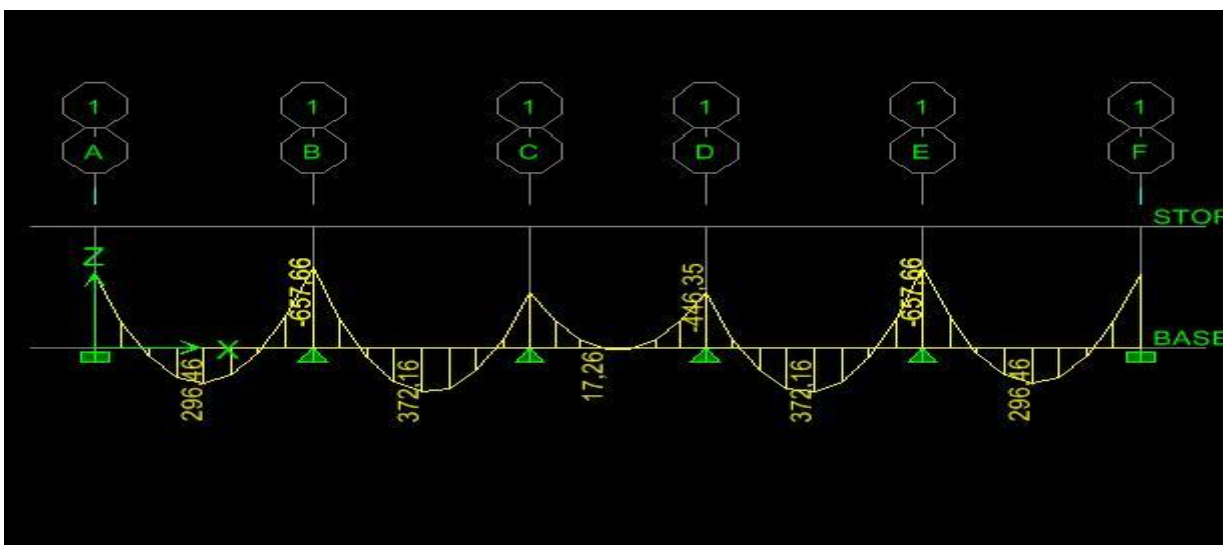 1 1 1 1 1 1
A B C D E F
STOR
Z
-657,66 -446,35 -657,66
X
BASE
296,46 372,16 17,26 372,16 296,46